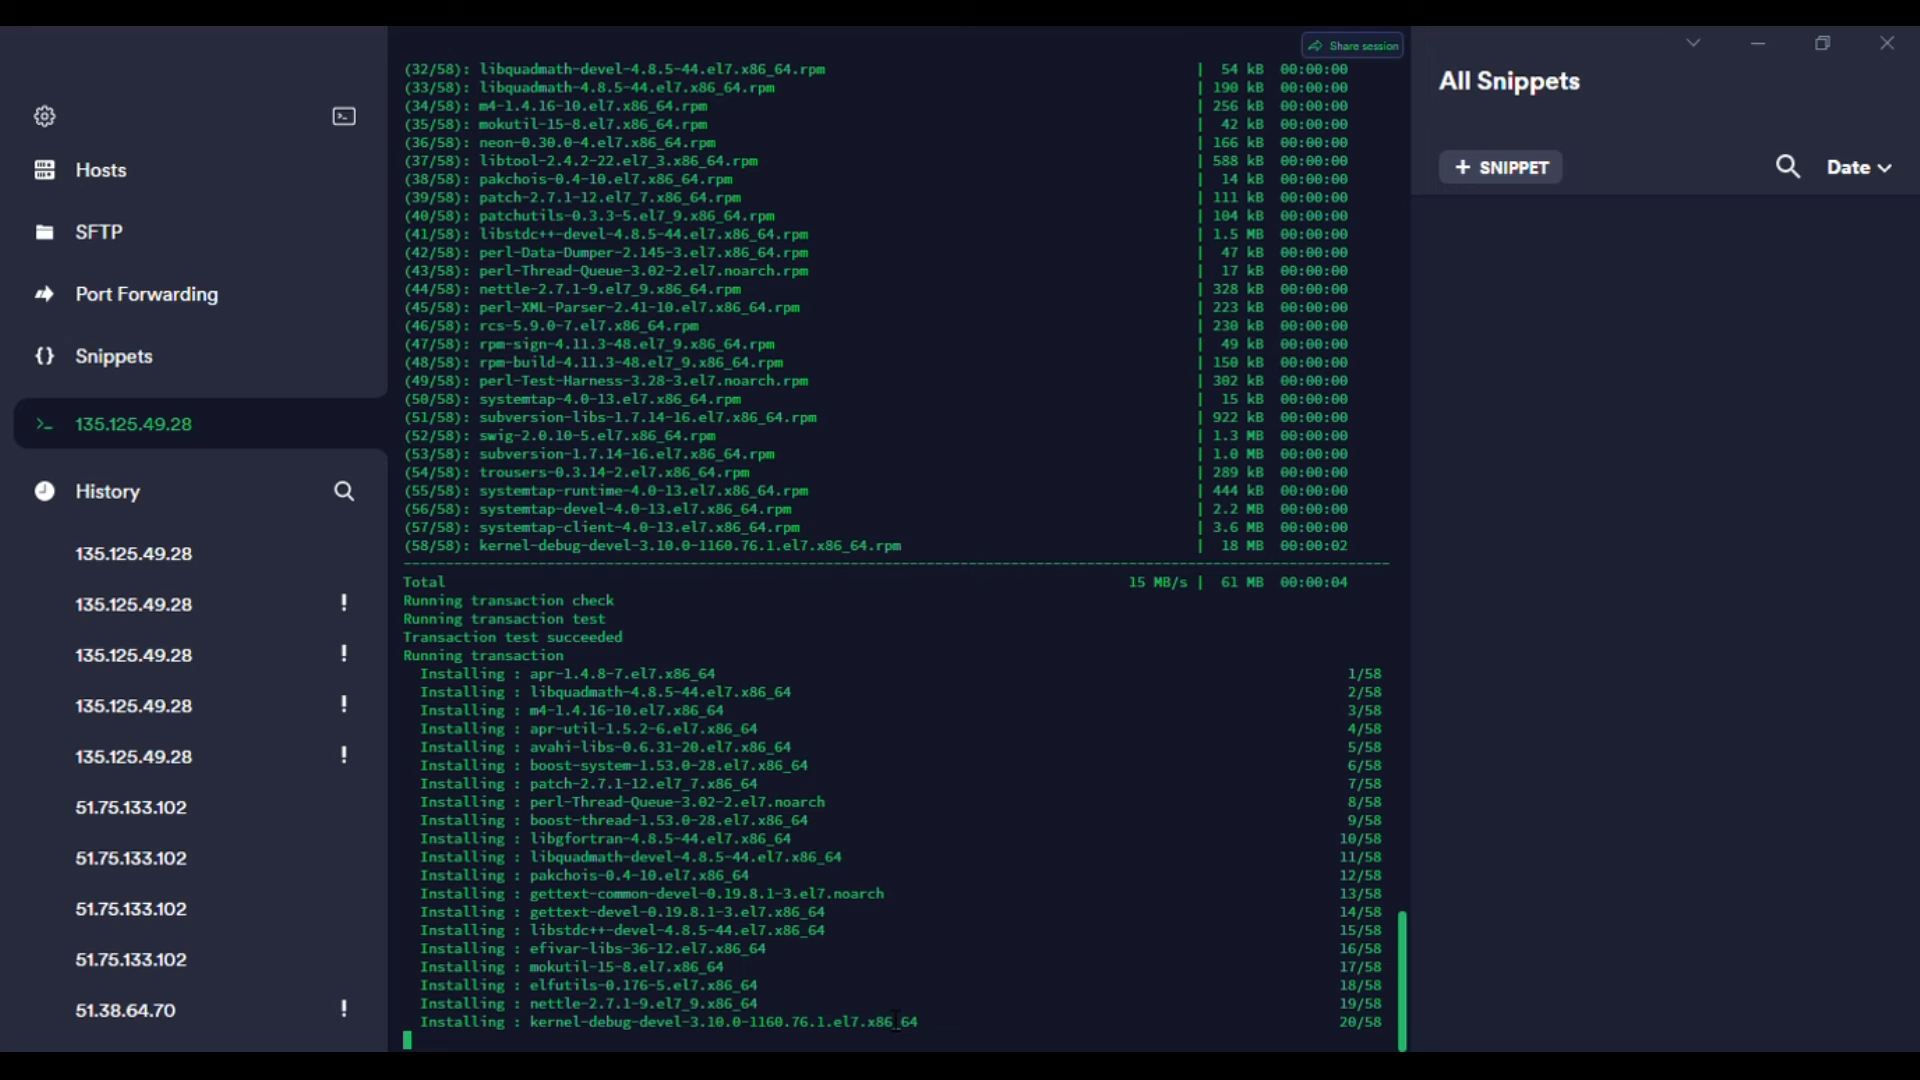 Hosts
SFTP
Port Forwarding
Snippets
135.125.49.28
History
135.125.49.28
135.125.49.28 !
135.125.49.28 !
135.125.49.28 !
135.125.49.28 !
51.75.133.102
51.75.133.102
51.75.133.102
51.75.133.102
51.38.64.70 !
Share session
(32/58): libquadmath-devel-4.8.5-44.el7.x86_64.rpm | 54 kB 00:00:00
(33/58): libquadmath-4.8.5-44.el7.x86_64.rpm | 190 kB 00:00:00
(34/58): m4-1.4.16-10.el7.x86_64.rpm | 256 kB 00:00:00
(35/58): mokutil-15-8.el7.x86_64.rpm | 42 kB 00:00:00
(36/58): neon-0.30.0-4.el7.x86_64.rpm | 166 kB 00:00:00
(37/58): libtool-2.4.2-22.el7_3.x86_64.rpm | 588 kB 00:00:00
(38/58): pakchois-0.4-10.el7.x86_64.rpm | 14 kB 00:00:00
(39/58): patch-2.7.1-12.el7_7.x86_64.rpm | 111 kB 00:00:00
(40/58): patchutils-0.3.3-5.el7_9.x86_64.rpm | 104 kB 00:00:00
(41/58): libstdc++-devel-4.8.5-44.el7.x86_64.rpm | 1.5 MB 00:00:00
(42/58): perl-Data-Dumper-2.145-3.el7.x86_64.rpm | 47 kB 00:00:00
(43/58): perl-Thread-Queue-3.02-2.el7.noarch.rpm | 17 kB 00:00:00
(44/58): nettle-2.7.1-9.el7_9.x86_64.rpm | 328 kB 00:00:00
(45/58): perl-XML-Parser-2.41-10.el7.x86_64.rpm | 223 kB 00:00:00
(46/58): rcs-5.9.0-7.el7.x86_64.rpm | 230 kB 00:00:00
(47/58): rpm-sign-4.11.3-48.el7_9.x86_64.rpm | 49 kB 00:00:00
(48/58): rpm-build-4.11.3-48.el7_9.x86_64.rpm | 150 kB 00:00:00
(49/58): perl-Test-Harness-3.28-3.el7.noarch.rpm | 302 kB 00:00:00
(50/58): systemtap-4.0-13.el7.x86_64.rpm | 15 kB 00:00:00
(51/58): subversion-libs-1.7.14-16.el7.x86_64.rpm | 922 kB 00:00:00
(52/58): swig-2.0.10-5.el7.x86_64.rpm | 1.3 MB 00:00:00
(53/58): subversion-1.7.14-16.el7.x86_64.rpm | 1.0 MB 00:00:00
(54/58): trousers-0.3.14-2.el7.x86_64.rpm | 289 kB 00:00:00
(55/58): systemtap-runtime-4.0-13.el7.x86_64.rpm | 444 kB 00:00:00
(56/58): systemtap-devel-4.0-13.el7.x86_64.rpm | 2.2 MB 00:00:00
(57/58): systemtap-client-4.0-13.el7.x86_64.rpm | 3.6 MB 00:00:00
(58/58): kernel-debug-devel-3.10.0-1160.76.1.el7.x86_64.rpm | 18 MB 00:00:02
Total 15 MB/s | 61 MB 00:00:04
Running transaction check
Running transaction test
Transaction test succeeded
Running transaction
Installing : apr-1.4.8-7.el7.x86_64 1/58
Installing : libquadmath-4.8.5-44.el7.x86_64 2/58
Installing : m4-1.4.16-10.el7.x86_64 3/58
Installing : apr-util-1.5.2-6.el7.x86_64 4/58
Installing : avahi-libs-0.6.31-20.el7.x86_64 5/58
Installing : boost-system-1.53.0-28.el7.x86_64 6/58
Installing : patch-2.7.1-12.el7_7.x86_64 7/58
Installing : perl-Thread-Queue-3.02-2.el7.noarch 8/58
Installing : boost-thread-1.53.0-28.el7.x86_64 9/58
Installing : libgfortran-4.8.5-44.el7.x86_64 10/58
Installing : libquadmath-devel-4.8.5-44.el7.x86_64 11/58
Installing : pakchois-0.4-10.el7.x86_64 12/58
Installing : gettext-common-devel-0.19.8.1-3.el7.noarch 13/58
Installing : gettext-devel-0.19.8.1-3.el7.x86_64 14/58
Installing : libstdc++-devel-4.8.5-44.el7.x86_64 15/58
Installing : efivar-libs-36-12.el7.x86_64 16/58
Installing : mokutil-15-8.el7.x86_64 17/58
Installing : elfutils-0.176-5.el7.x86_64 18/58
Installing : nettle-2.7.1-9.el7_9.x86_64 19/58
Installing : kernel-debug-devel-3.10.0-1160.76.1.el7.x86_64 20/58
All Snippets
+ SNIPPET
Date